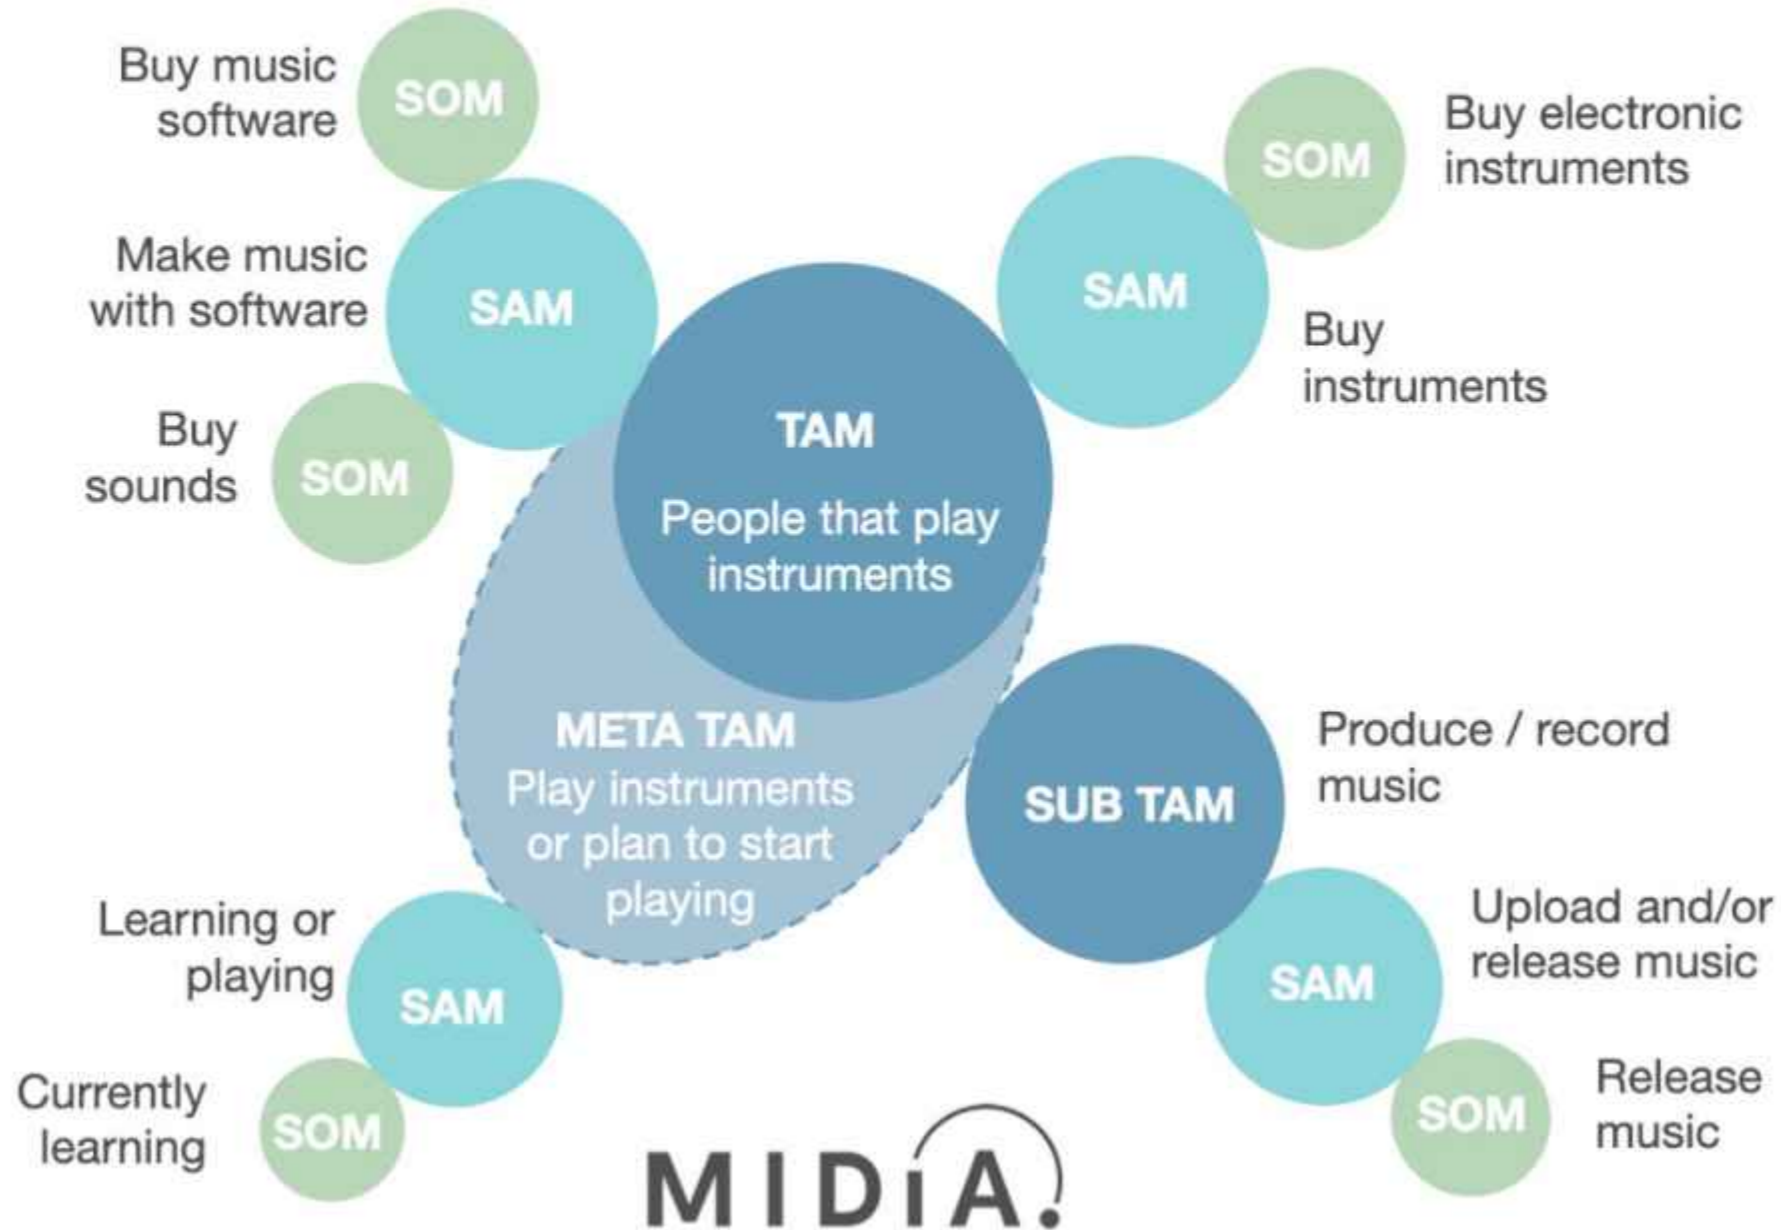 Buy music
software
SOM
SOM
Buy electronic
instruments
Make music
with software
SAM
SAM
Buy
instruments
Buy
sounds
SOM
TAM
People that play
instruments
META TAM
Play instruments
or plan to start
playing
SUB TAM
Produce / record
music
Learning or
playing
SAM
SAM
Upload and/or
release music
Currently
learning
SOM
SOM
Release
music
MIDiA.